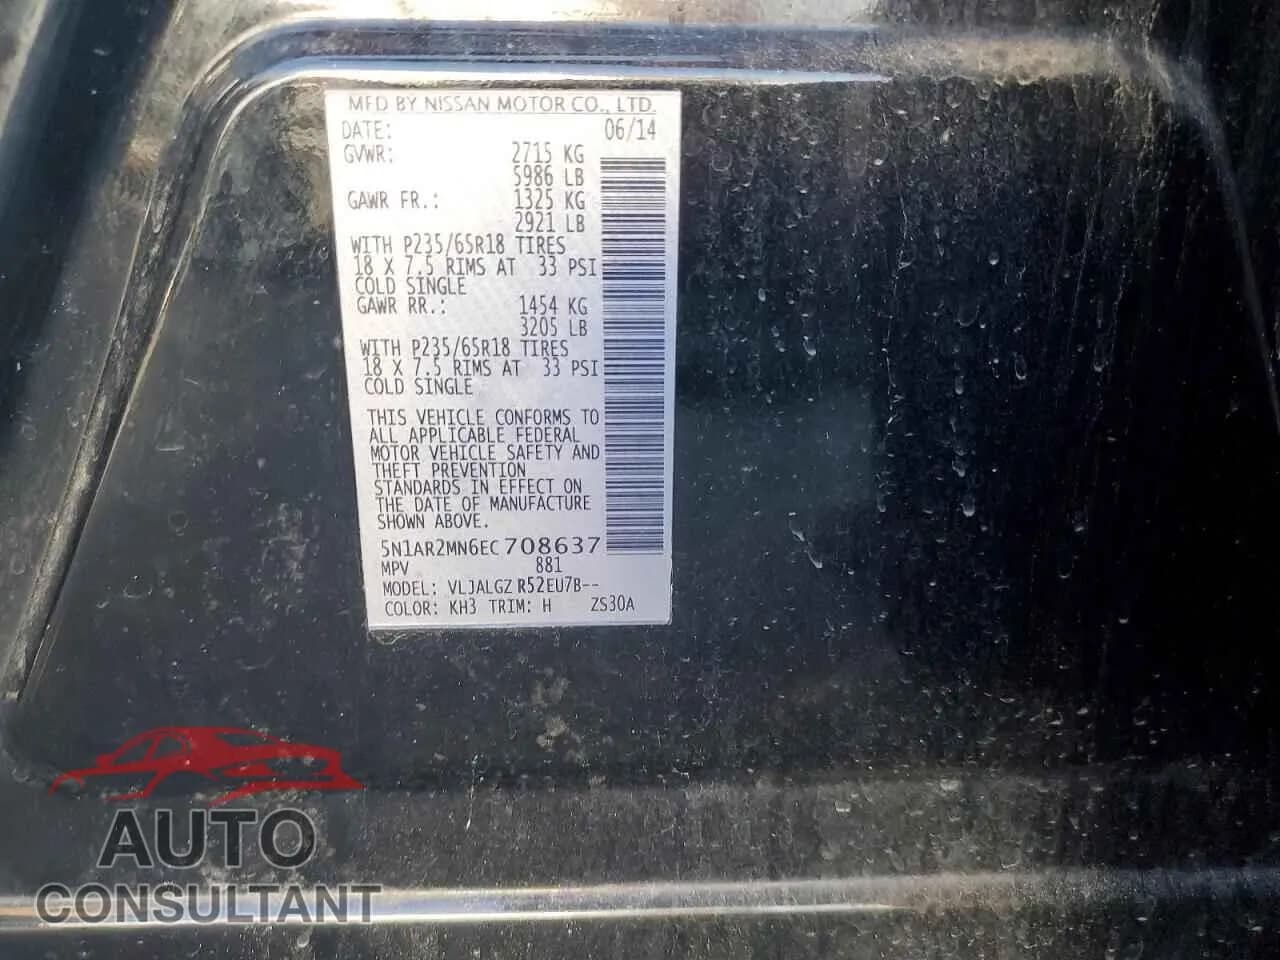 MFD BY NISSAN MOTOR CO., LTD.
DATE: 06/14
GVWR: 2715 KG
5986 LB
GAWR FR.: 1325 KG
2921 LB
WITH P235/65R18 TIRES
18 X 7.5 RIMS AT 33 PSI
COLD SINGLE
GAWR RR.: 1454 KG
3205 LB
WITH P235/65R18 TIRES
18 X 7.5 RIMS AT 33 PSI
COLD SINGLE
THIS VEHICLE CONFORMS TO
ALL APPLICABLE FEDERAL
MOTOR VEHICLE SAFETY AND
THEFT PREVENTION
STANDARDS IN EFFECT ON
THE DATE OF MANUFACTURE
SHOWN ABOVE.
5N1AR2MN6EC708637
MPV 881
MODEL: VLJALGZ R52EU7B--
COLOR: KH3 TRIM: H ZS30A
AUTO
CONSULTANT